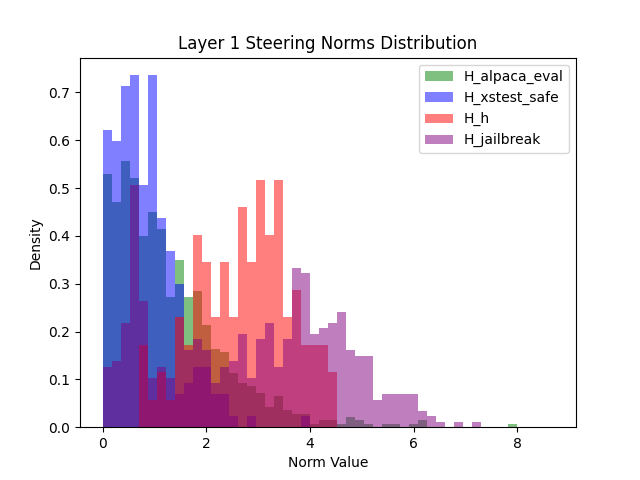 Layer 1 Steering Norms Distribution
H_alpaca_eval
H_xstest_safe
H_h
H_jailbreak
Density
0.7
0.6
0.5
0.4
0.3
0.2
0.1
0.0
0 2 4 6 8
Norm Value